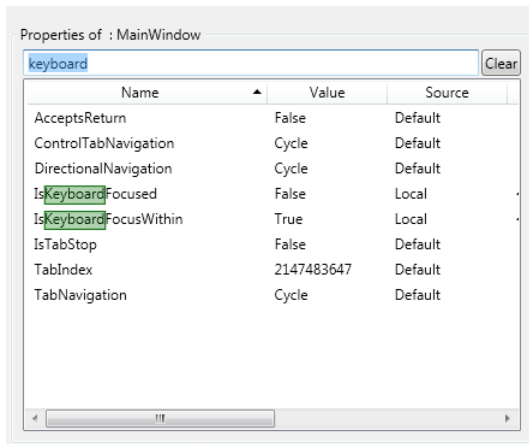 Properties of : MainWindow
keyboard Clear
Name Value Source
AcceptsReturn False Default
ControlTabNavigation Cycle Default
DirectionalNavigation Cycle Default
IsKeyboardFocused False Local
IsKeyboardFocusWithin True Local
IsTabStop False Default
TabIndex 2147483647 Default
TabNavigation Cycle Default